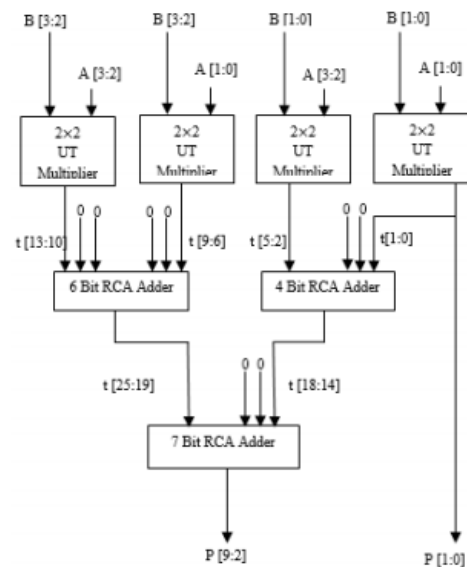 B [3:2] B [3:2] B [1:0] B [1:0]
A [3:2] A [1:0] A [3:2] A [1:0]
2×2 2×2 2×2 2×2
UT UT UT UT
Multiplier Multiplier Multiplier Multiplier
0 0 0 0 0 0
t [13:10] t [9:6] t [5:2] t[1:0]
6 Bit RCA Adder 4 Bit RCA Adder
0 0
t [25:19] t [18:14]
7 Bit RCA Adder
P [9:2] P [1:0]